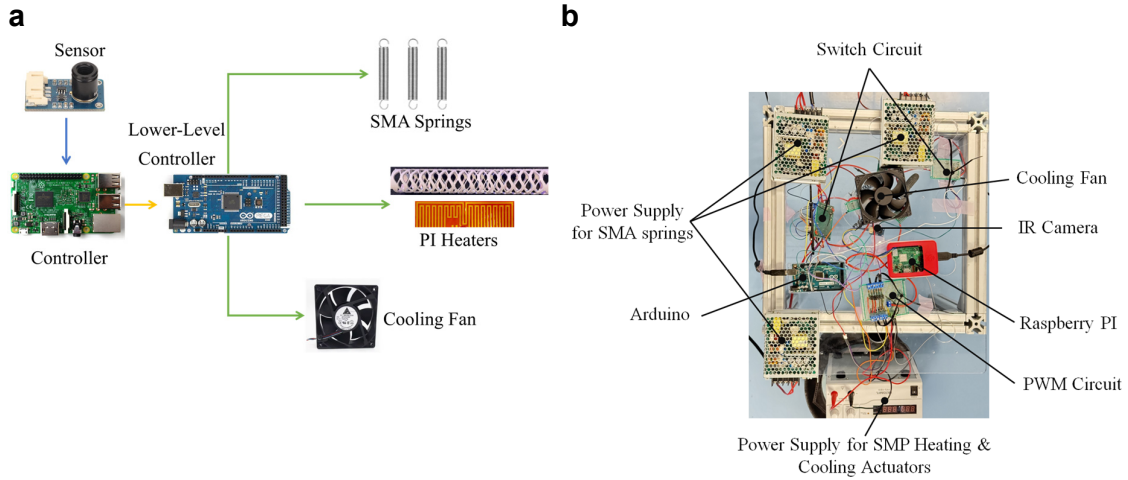 a
Sensor
SMA Springs
Lower-Level
Controller
Controller
PI Heaters
Cooling Fan
b
Switch Circuit
Cooling Fan
Power Supply
for SMA springs
IR Camera
Arduino
Raspberry PI
PWM Circuit
Power Supply for SMP Heating &
Cooling Actuators